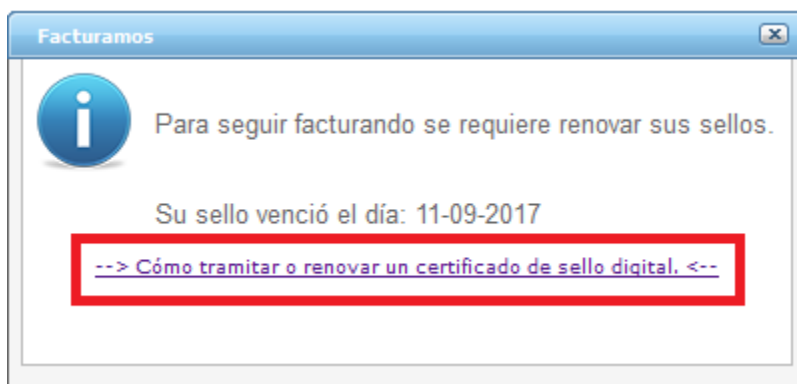 Facturamos
Para seguir facturando se requiere renovar sus sellos.
Su sello venció el día: 11-09-2017
--> Cómo tramitar o renovar un certificado de sello digital. <--